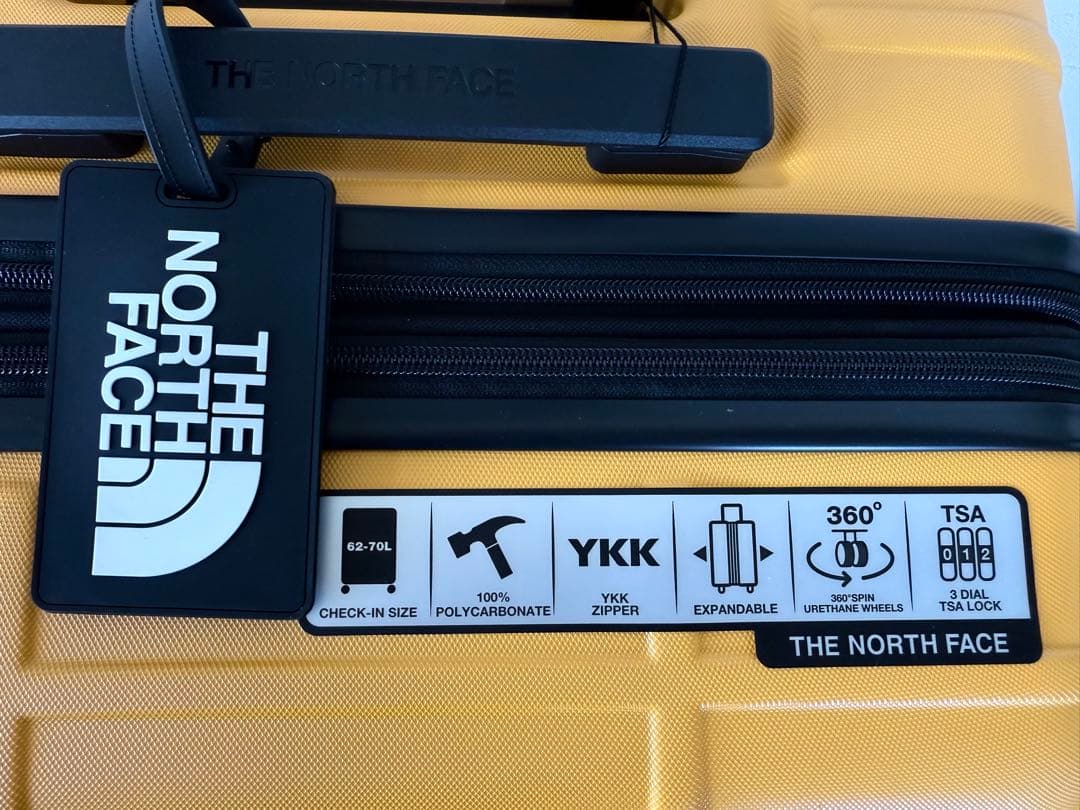 THE NORTH FACE
THE
NORTH
FACE
62-70L
CHECK-IN SIZE
100%
POLYCARBONATE
YKK
YKK
ZIPPER
EXPANDABLE
360°
360°SPIN
URETHANE WHEELS
TSA
0 1 2
3 DIAL
TSA LOCK
THE NORTH FACE